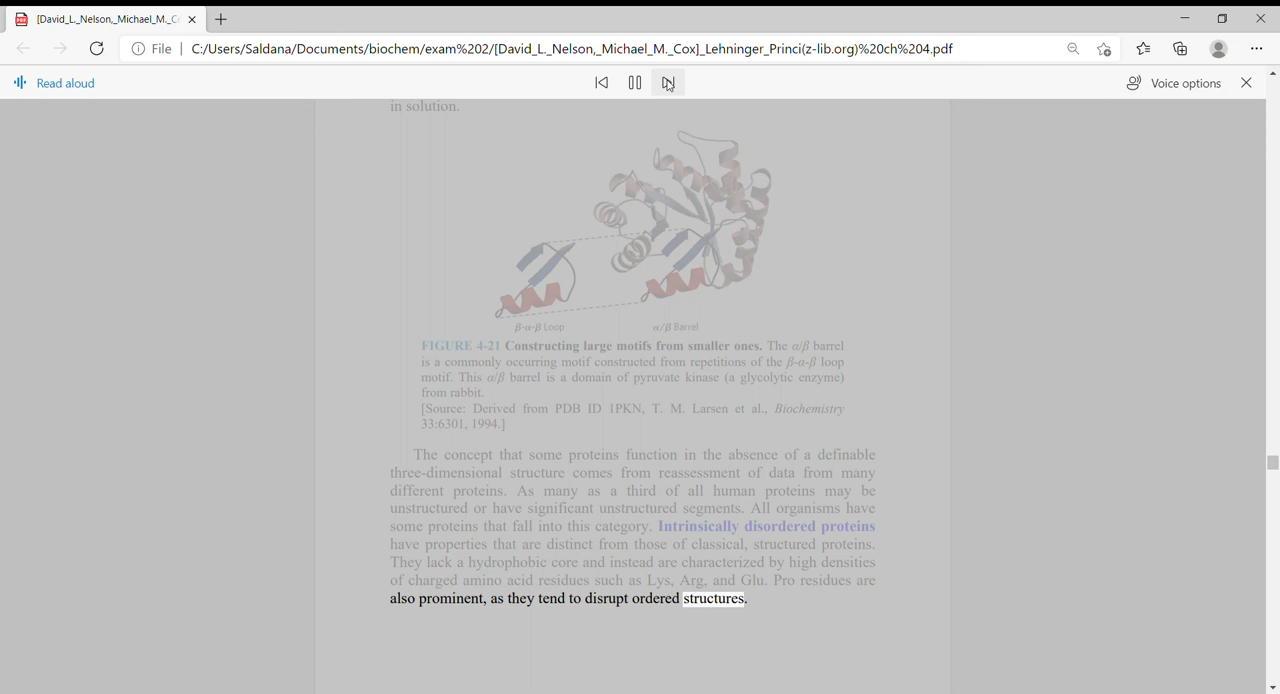 [David_L._Nelson,_Michael_M._C
File | C:/Users/Saldana/Documents/biochem/exam%202/[David_L._Nelson,_Michael_M._Cox]_Lehninger_Princi(z-lib.org)%20ch%204.pdf
Read aloud
Voice options
in solution.
β-α-β Loop
α/β Barrel
FIGURE 4-21 Constructing large motifs from smaller ones. The α/β barrel
is a commonly occurring motif constructed from repetitions of the β-α-β loop
motif. This α/β barrel is a domain of pyruvate kinase (a glycolytic enzyme)
from rabbit.
[Source: Derived from PDB ID 1PKN, T. M. Larsen et al., Biochemistry
33:6301, 1994.]
The concept that some proteins function in the absence of a definable
three-dimensional structure comes from reassessment of data from many
different proteins. As many as a third of all human proteins may be
unstructured or have significant unstructured segments. All organisms have
some proteins that fall into this category. Intrinsically disordered proteins
have properties that are distinct from those of classical, structured proteins.
They lack a hydrophobic core and instead are characterized by high densities
of charged amino acid residues such as Lys, Arg, and Glu. Pro residues are
also prominent, as they tend to disrupt ordered structures.